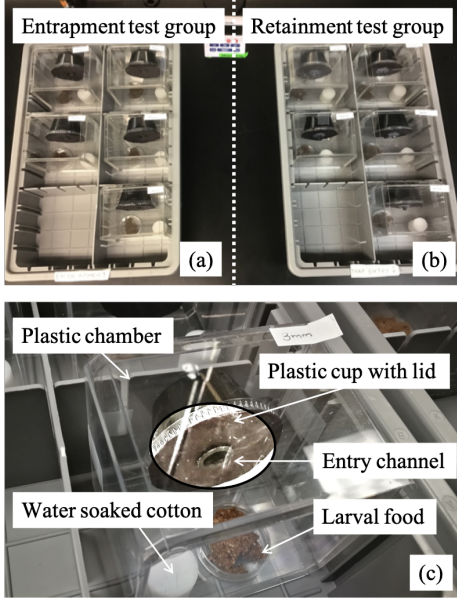 Entrapment test group
Retainment test group
(a)
(b)
Plastic chamber
3mm
Plastic cup with lid
Entry channel
Water soaked cotton
Larval food
(c)